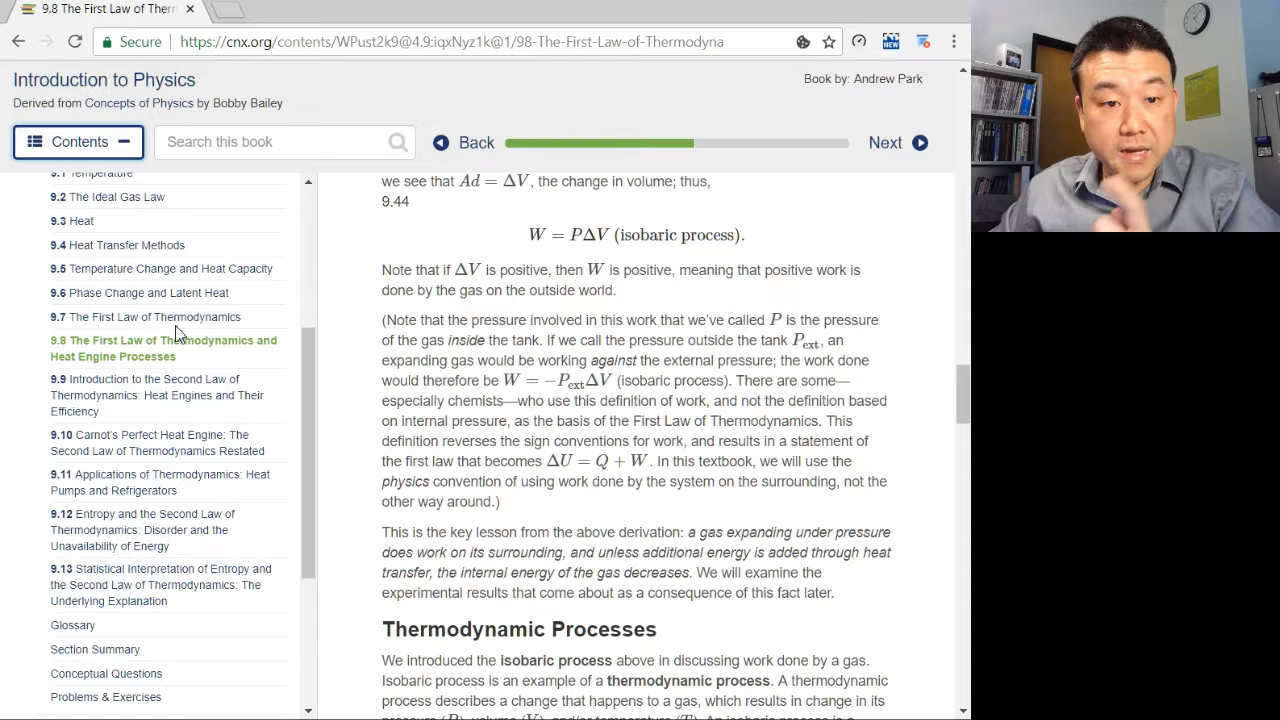 9.8 The First Law of Ther
Secure
https://cnx.org/contents/WPust2k9@4.9:iqxNyz1k@1/98-The-First-Law-of-Thermodyna
NEW
Introduction to Physics
Book by: Andrew Park
Derived from Concepts of Physics by Bobby Bailey
Contents
Search this book
Back
Next
9.1 Temperature
9.2 The Ideal Gas Law
9.3 Heat
9.4 Heat Transfer Methods
9.5 Temperature Change and Heat Capacity
9.6 Phase Change and Latent Heat
9.7 The First Law of Thermodynamics
9.8 The First Law of Thermodynamics and
Heat Engine Processes
9.9 Introduction to the Second Law of
Thermodynamics: Heat Engines and Their
Efficiency
9.10 Carnot's Perfect Heat Engine: The
Second Law of Thermodynamics Restated
9.11 Applications of Thermodynamics: Heat
Pumps and Refrigerators
9.12 Entropy and the Second Law of
Thermodynamics: Disorder and the
Unavailability of Energy
9.13 Statistical Interpretation of Entropy and
the Second Law of Thermodynamics: The
Underlying Explanation
Glossary
Section Summary
Conceptual Questions
Problems & Exercises
we see that Ad = ΔV, the change in volume; thus,
9.44
W = PΔV (isobaric process).
Note that if ΔV is positive, then W is positive, meaning that positive work is
done by the gas on the outside world.
(Note that the pressure involved in this work that we've called P is the pressure
of the gas inside the tank. If we call the pressure outside the tank P_ext, an
expanding gas would be working against the external pressure; the work done
would therefore be W = −P_extΔV (isobaric process). There are some—
especially chemists—who use this definition of work, and not the definition based
on internal pressure, as the basis of the First Law of Thermodynamics. This
definition reverses the sign conventions for work, and results in a statement of
the first law that becomes ΔU = Q + W. In this textbook, we will use the
physics convention of using work done by the system on the surrounding, not the
other way around.)
This is the key lesson from the above derivation: a gas expanding under pressure
does work on its surrounding, and unless additional energy is added through heat
transfer, the internal energy of the gas decreases. We will examine the
experimental results that come about as a consequence of this fact later.
Thermodynamic Processes
We introduced the isobaric process above in discussing work done by a gas.
Isobaric process is an example of a thermodynamic process. A thermodynamic
process describes a change that happens to a gas, which results in change in its
pressure (P), volume (V), and/or temperature (T). An isobaric process is a